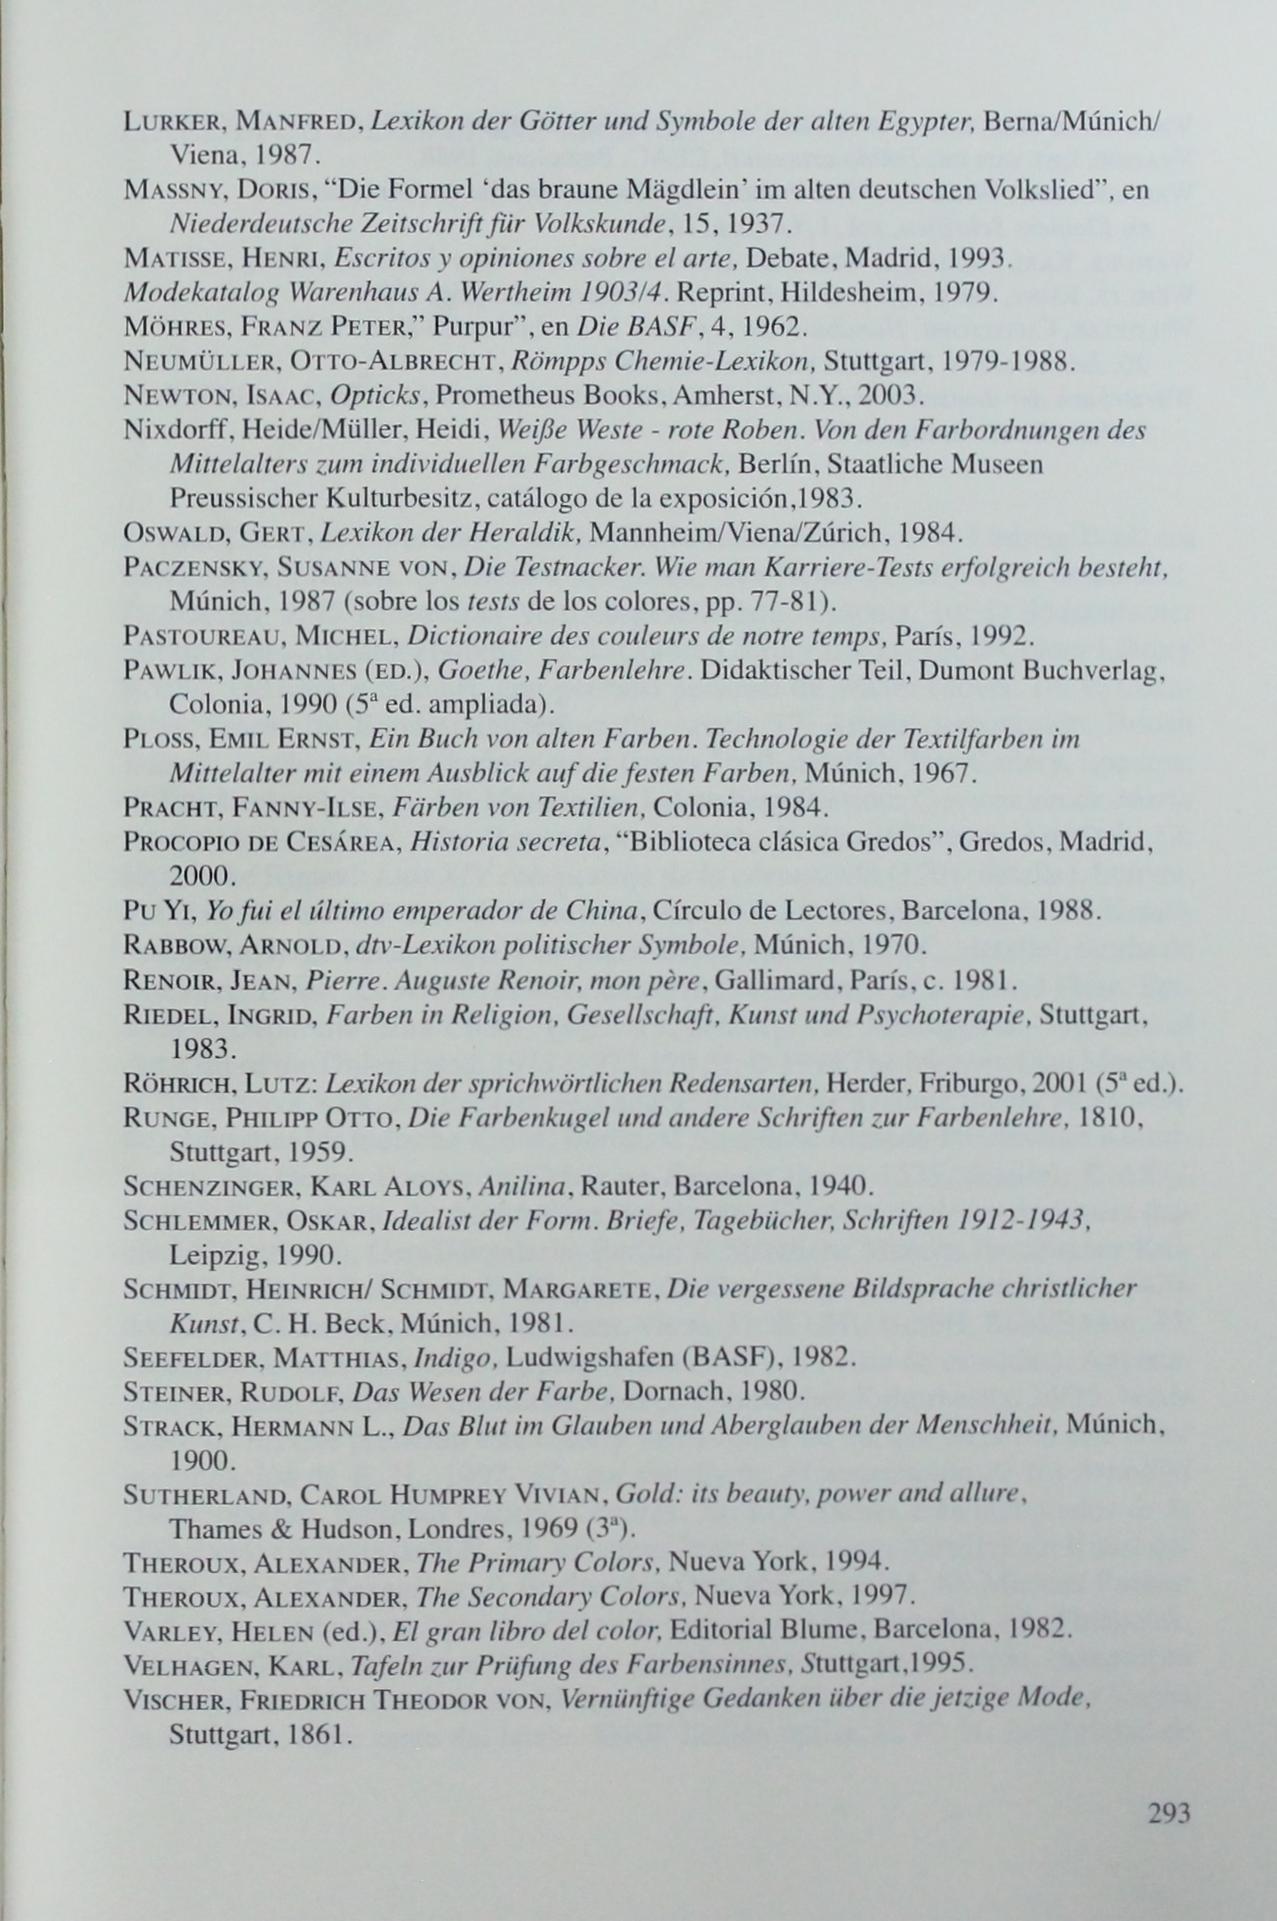 LURKER, MANFRED, Lexikon der Götter und Symbole der alten Egypter, Berna/Múnich/
Viena, 1987.
MASSNY, DORIS, “Die Formel ‘das braune Mägdlein’ im alten deutschen Volkslied”, en
Niederdeutsche Zeitschrift für Volkskunde, 15, 1937.
MATISSE, HENRI, Escritos y opiniones sobre el arte, Debate, Madrid, 1993.
Modekatalog Warenhaus A. Wertheim 1903/4. Reprint, Hildesheim, 1979.
MÖHRES, FRANZ PETER,” Purpur”, en Die BASF, 4, 1962.
NEUMÜLLER, OTTO-ALBRECHT, Römpps Chemie-Lexikon, Stuttgart, 1979-1988.
NEWTON, ISAAC, Opticks, Prometheus Books, Amherst, N.Y., 2003.
Nixdorff, Heide/Müller, Heidi, Weiße Weste - rote Roben. Von den Farbordnungen des
Mittelalters zum individuellen Farbgeschmack, Berlín, Staatliche Museen
Preussischer Kulturbesitz, catálogo de la exposición,1983.
OSWALD, GERT, Lexikon der Heraldik, Mannheim/Viena/Zúrich, 1984.
PACZENSKY, SUSANNE VON, Die Testnacker. Wie man Karriere-Tests erfolgreich besteht,
Múnich, 1987 (sobre los tests de los colores, pp. 77-81).
PASTOUREAU, MICHEL, Dictionaire des couleurs de notre temps, París, 1992.
PAWLIK, JOHANNES (ED.), Goethe, Farbenlehre. Didaktischer Teil, Dumont Buchverlag,
Colonia, 1990 (5ª ed. ampliada).
PLOSS, EMIL ERNST, Ein Buch von alten Farben. Technologie der Textilfarben im
Mittelalter mit einem Ausblick auf die festen Farben, Múnich, 1967.
PRACHT, FANNY-ILSE, Färben von Textilien, Colonia, 1984.
PROCOPIO DE CESÁREA, Historia secreta, “Biblioteca clásica Gredos”, Gredos, Madrid,
2000.
PU YI, Yo fui el último emperador de China, Círculo de Lectores, Barcelona, 1988.
RABBOW, ARNOLD, dtv-Lexikon politischer Symbole, Múnich, 1970.
RENOIR, JEAN, Pierre. Auguste Renoir, mon père, Gallimard, París, c. 1981.
RIEDEL, INGRID, Farben in Religion, Gesellschaft, Kunst und Psychoterapie, Stuttgart,
1983.
RÖHRICH, LUTZ: Lexikon der sprichwörtlichen Redensarten, Herder, Friburgo, 2001 (5ª ed.).
RUNGE, PHILIPP OTTO, Die Farbenkugel und andere Schriften zur Farbenlehre, 1810,
Stuttgart, 1959.
SCHENZINGER, KARL ALOYS, Anilina, Rauter, Barcelona, 1940.
SCHLEMMER, OSKAR, Idealist der Form. Briefe, Tagebücher, Schriften 1912-1943,
Leipzig, 1990.
SCHMIDT, HEINRICH/ SCHMIDT, MARGARETE, Die vergessene Bildsprache christlicher
Kunst, C. H. Beck, Múnich, 1981.
SEEFELDER, MATTHIAS, Indigo, Ludwigshafen (BASF), 1982.
STEINER, RUDOLF, Das Wesen der Farbe, Dornach, 1980.
STRACK, HERMANN L., Das Blut im Glauben und Aberglauben der Menschheit, Múnich,
1900.
SUTHERLAND, CAROL HUMPREY VIVIAN, Gold: its beauty, power and allure,
Thames & Hudson, Londres, 1969 (3ª).
THEROUX, ALEXANDER, The Primary Colors, Nueva York, 1994.
THEROUX, ALEXANDER, The Secondary Colors, Nueva York, 1997.
VARLEY, HELEN (ed.), El gran libro del color, Editorial Blume, Barcelona, 1982.
VELHAGEN, KARL, Tafeln zur Prüfung des Farbensinnes, Stuttgart,1995.
VISCHER, FRIEDRICH THEODOR VON, Vernünftige Gedanken über die jetzige Mode,
Stuttgart, 1861.
293